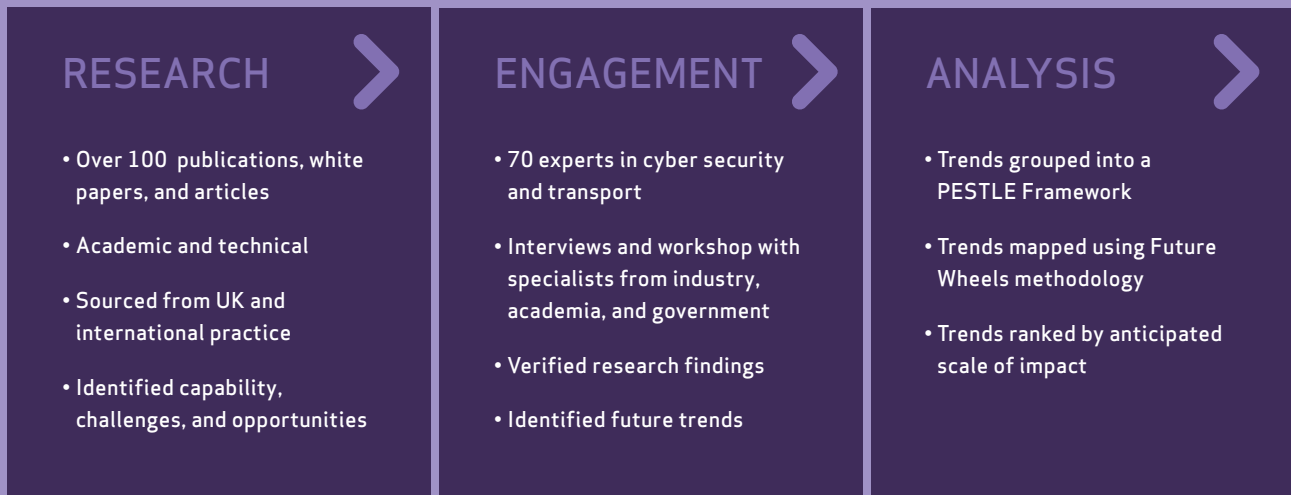 RESEARCH
• Over 100  publications, white
papers, and articles
• Academic and technical
• Sourced from UK and
international practice
• Identified capability,
challenges, and opportunities
ENGAGEMENT
• 70 experts in cyber security
and transport
• Interviews and workshop with
specialists from industry,
academia, and government
• Verified research findings
• Identified future trends
ANALYSIS
• Trends grouped into a
PESTLE Framework
• Trends mapped using Future
Wheels methodology
• Trends ranked by anticipated
scale of impact